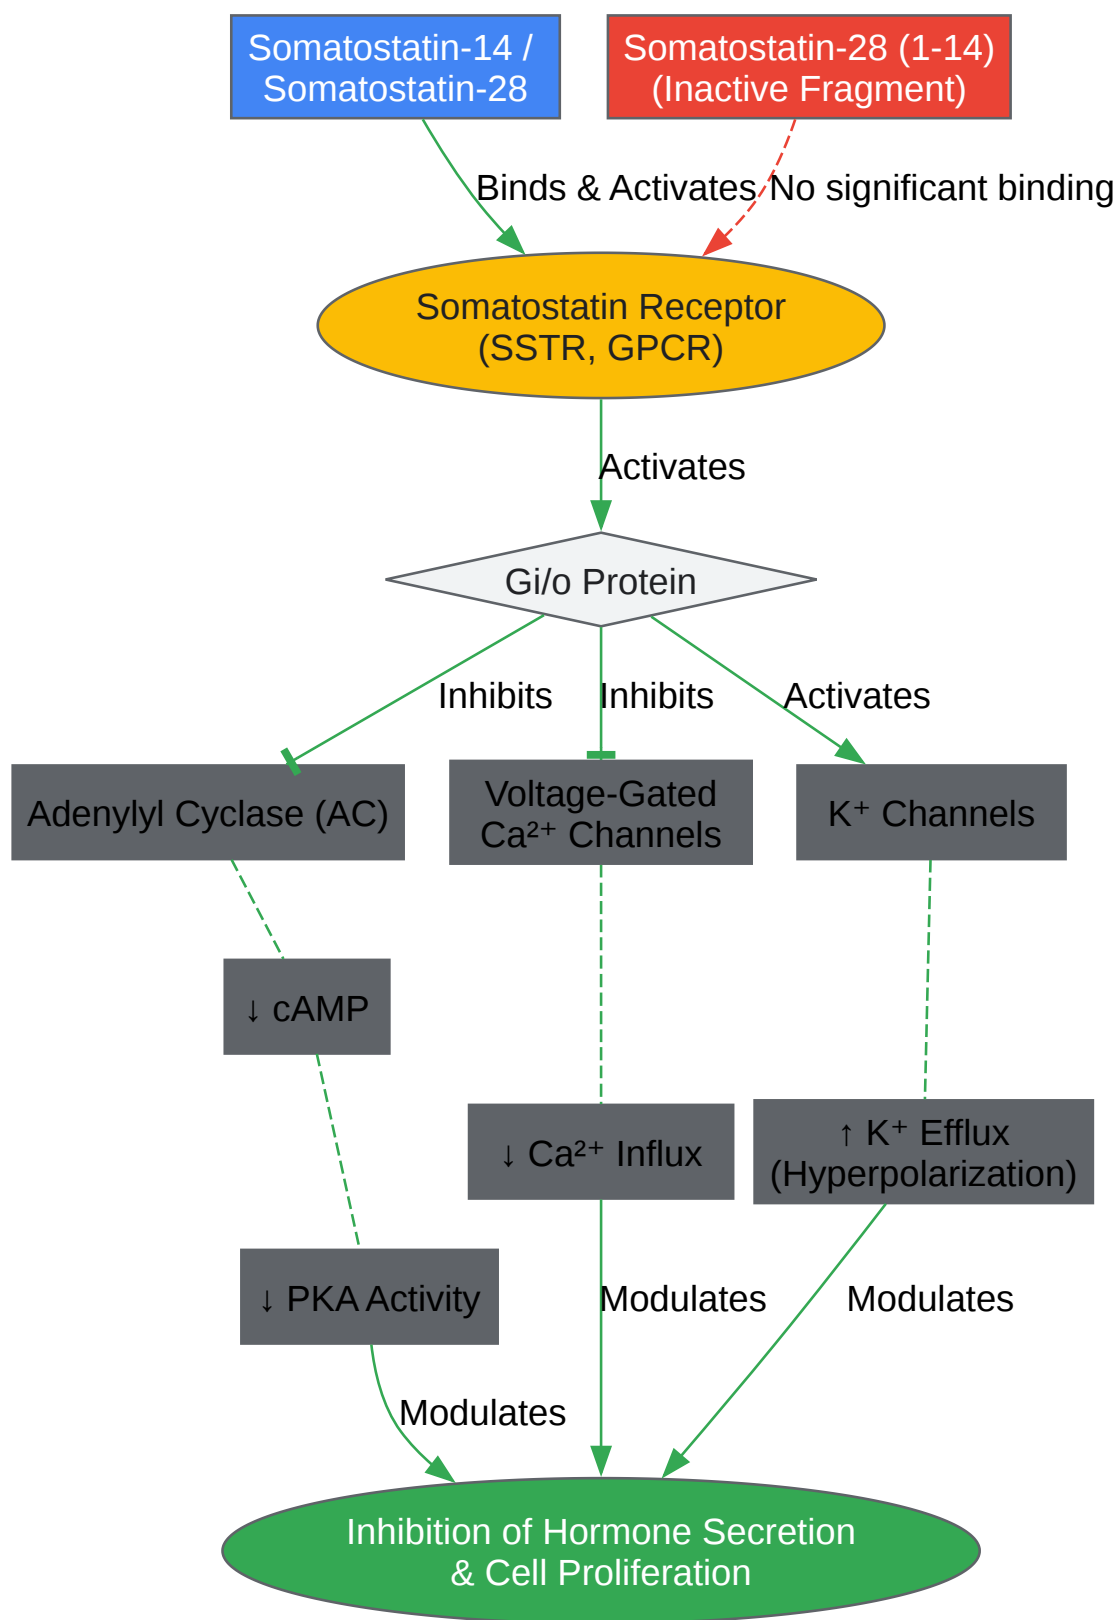 Somatostatin-14 /
Somatostatin-28
Somatostatin-28 (1-14)
(Inactive Fragment)
Binds & Activates
No significant binding
Somatostatin Receptor
(SSTR, GPCR)
Activates
Gi/o Protein
Inhibits
Inhibits
Activates
Adenylyl Cyclase (AC)
Voltage-Gated
Ca²⁺ Channels
K⁺ Channels
↓ cAMP
↓ Ca²⁺ Influx
↑ K⁺ Efflux
(Hyperpolarization)
↓ PKA Activity
Modulates
Modulates
Modulates
Inhibition of Hormone Secretion
& Cell Proliferation